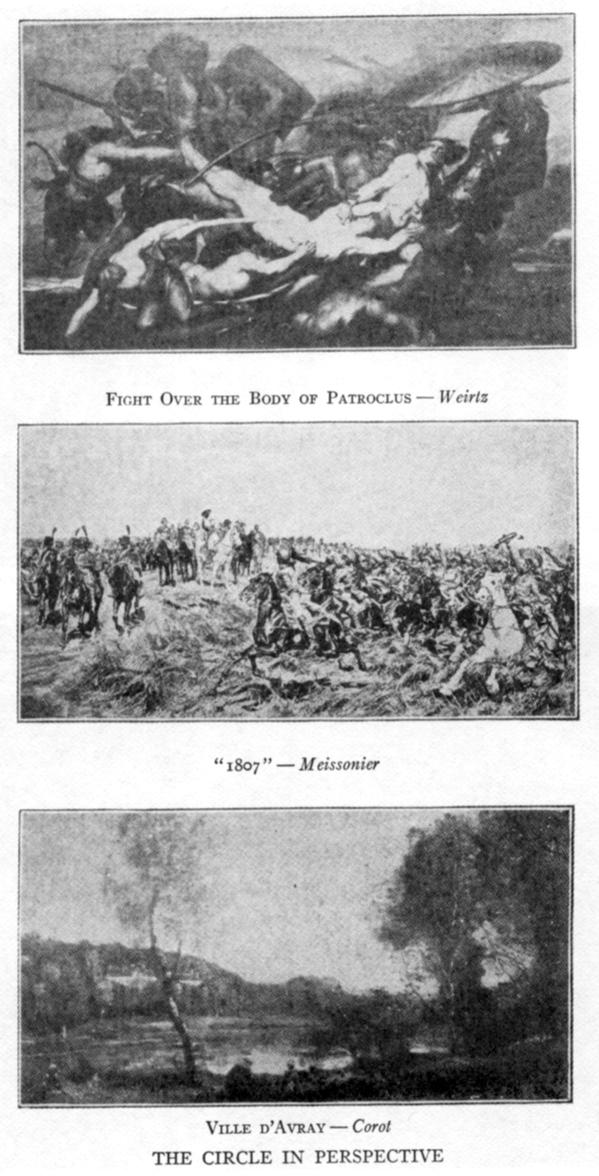 Fight Over the Body of Patroclus — Weirtz
“1807” — Meissonier
Ville d'Avray — Corot
THE CIRCLE IN PERSPECTIVE